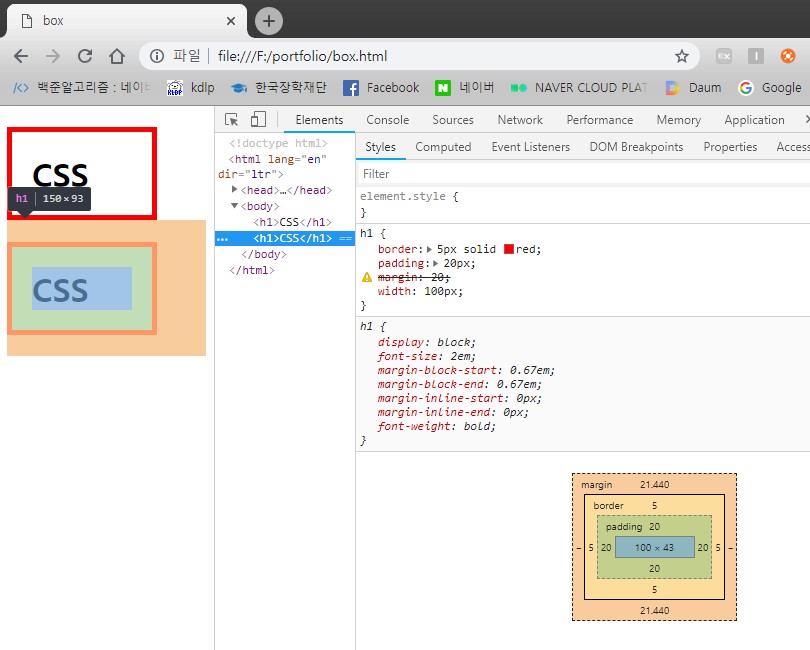 box
파일 file:///F:/portfolio/box.html
백준알고리즘 : 네이버 kdlp 한국장학재단 Facebook 네이버 NAVER CLOUD PLAT Daum Google
CSS
h1 150 × 93
CSS
Elements Console Sources Network Performance Memory Application
<!doctype html>
<html lang="en"
dir="ltr">
<head>…</head>
<body>
<h1>CSS</h1>
… <h1>CSS</h1> ==
</body>
</html>
Styles Computed Event Listeners DOM Breakpoints Properties Access
Filter
element.style {
}
h1 {
border: 5px solid red;
padding: 20px;
margin: 20;
width: 100px;
}
h1 {
display: block;
font-size: 2em;
margin-block-start: 0.67em;
margin-block-end: 0.67em;
margin-inline-start: 0px;
margin-inline-end: 0px;
font-weight: bold;
}
margin 21.440
border 5
padding 20
- 5 20 100 × 43 20 5 -
20
5
21.440